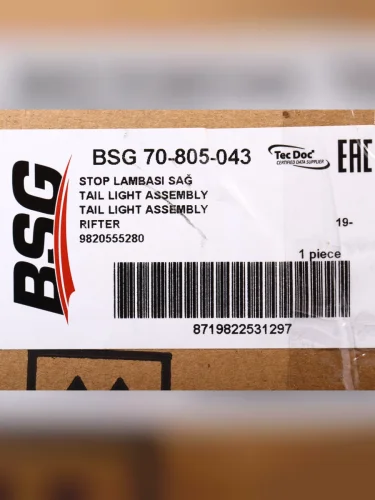 BSG
BSG 70-805-043
TecDoc
CERTIFIED DATA SUPPLIER
EAC
STOP LAMBASI SAĞ
TAIL LIGHT ASSEMBLY
TAIL LIGHT ASSEMBLY
RIFTER 19-
9820555280
1 piece
8719822531297